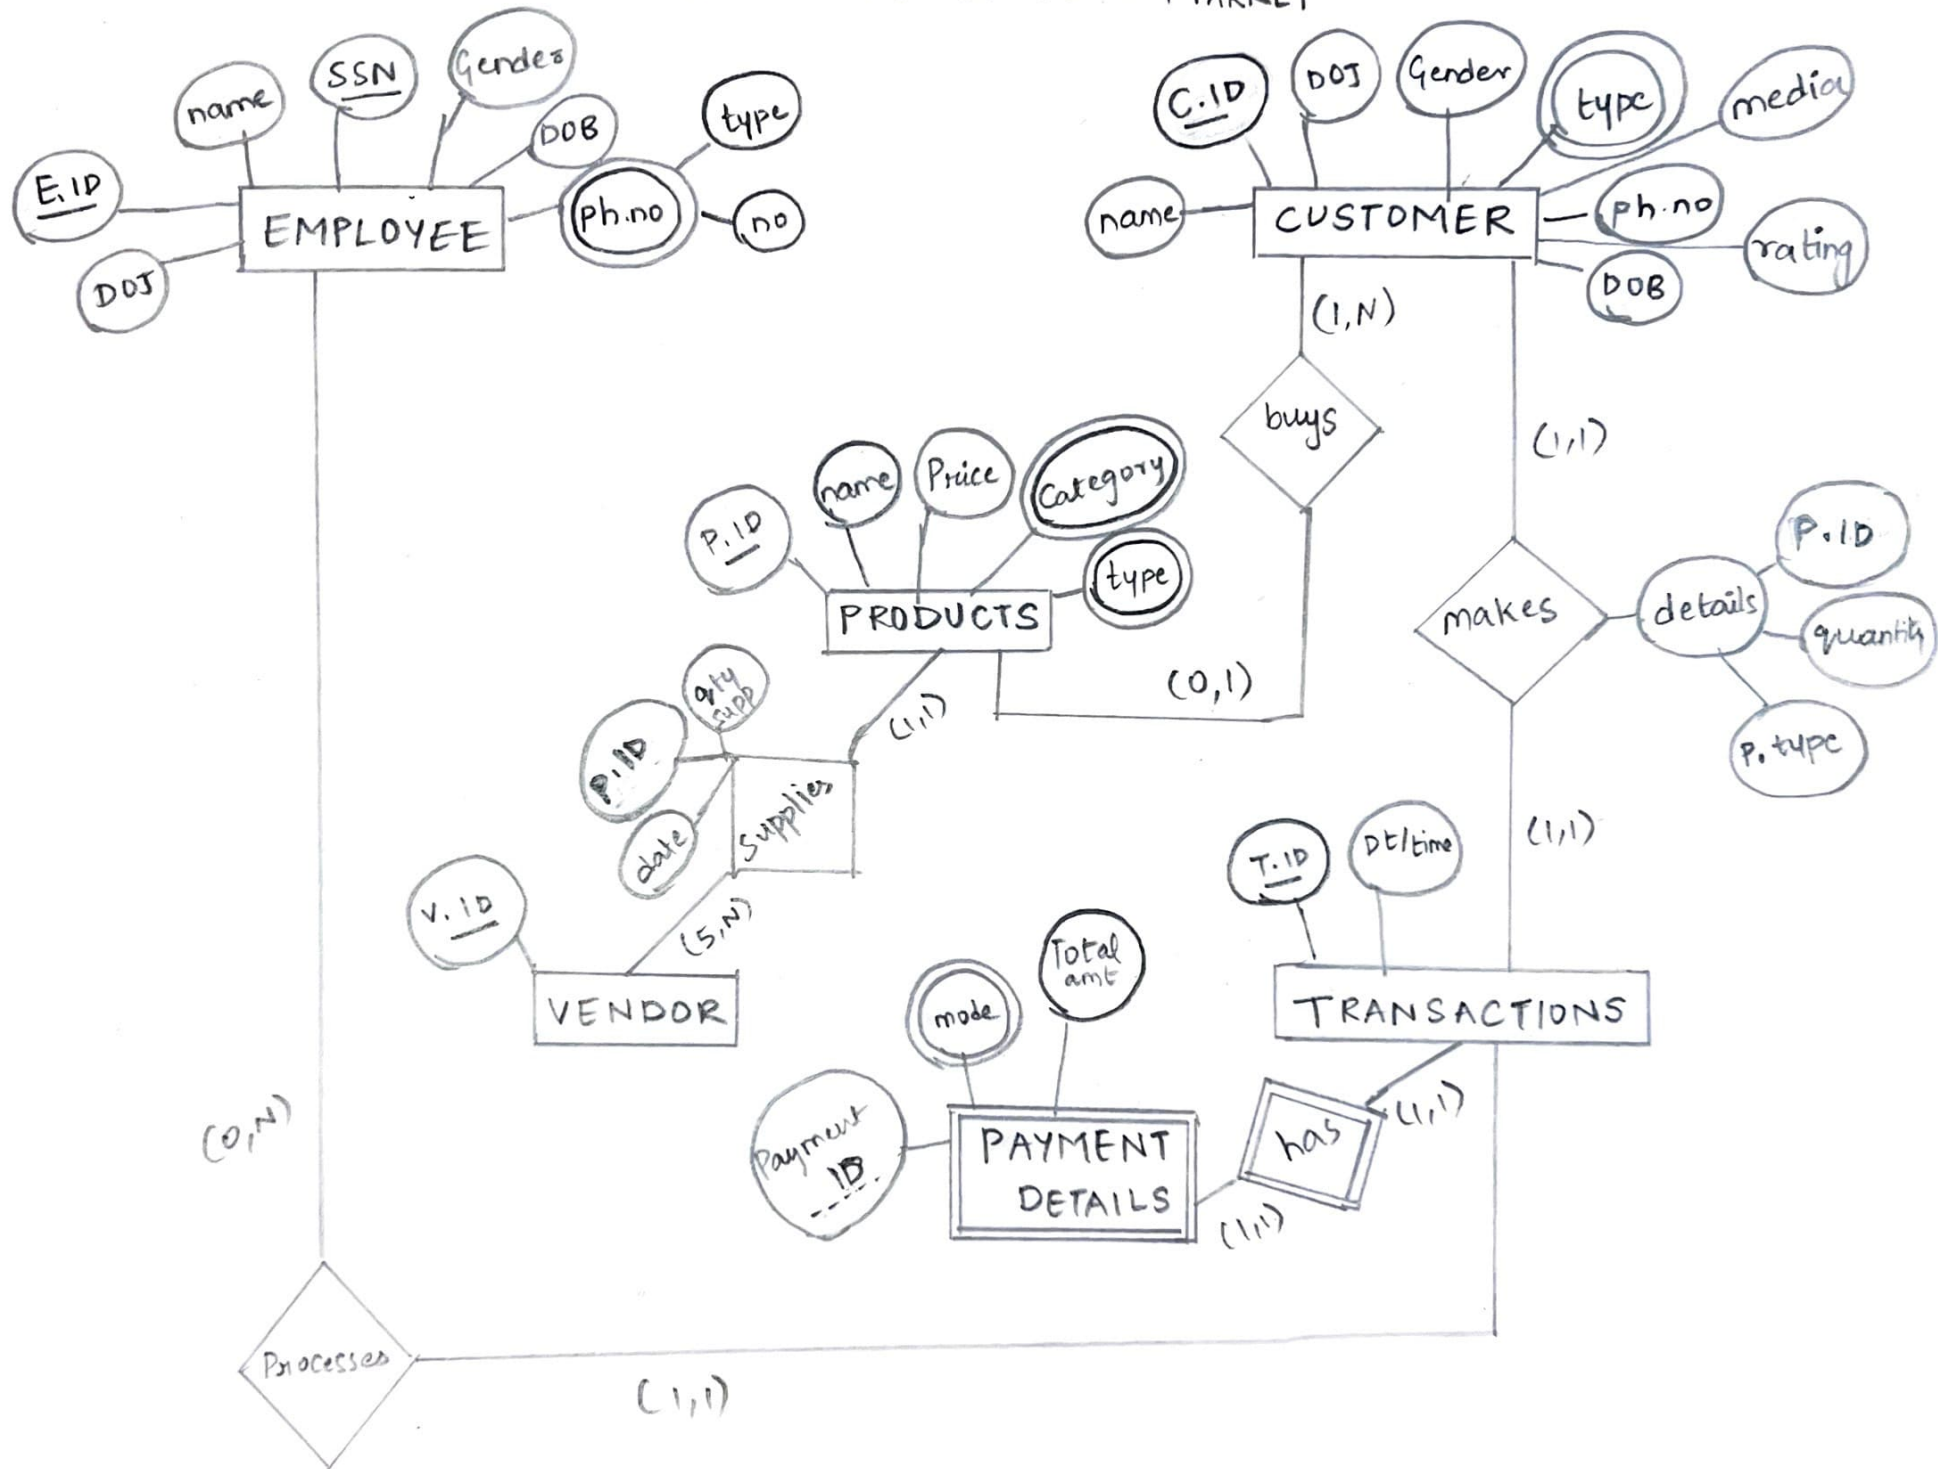 MARKET
name
SSN
Gender
DOB
type
E.ID
EMPLOYEE
ph.no
no
DOJ
C.ID
DOJ
Gender
type
media
name
CUSTOMER
ph.no
rating
DOB
(1,N)
buys
(1,1)
P.ID
name
Price
Category
type
PRODUCTS
(0,1)
makes
details
P.ID
quantity
P. type
qty
supp
P.ID
date
Supplies
(1,1)
(1,1)
V. ID
(5,N)
VENDOR
T.ID
Dt/time
TRANSACTIONS
mode
Total
amt
Payment
ID
PAYMENT
DETAILS
has
(1,1)
(1,1)
(0,N)
Processes
(1,1)